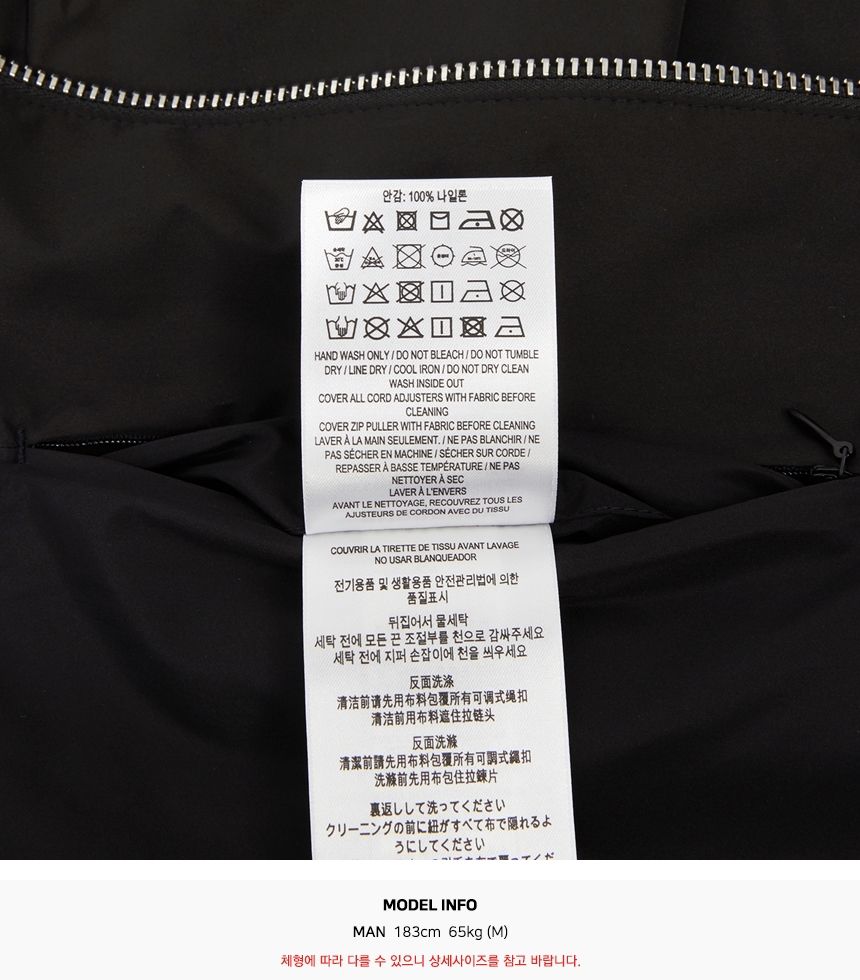 안감: 100% 나일론
HAND WASH ONLY / DO NOT BLEACH / DO NOT TUMBLE
DRY / LINE DRY / COOL IRON / DO NOT DRY CLEAN
WASH INSIDE OUT
COVER ALL CORD ADJUSTERS WITH FABRIC BEFORE
CLEANING
COVER ZIP PULLER WITH FABRIC BEFORE CLEANING
LAVER À LA MAIN SEULEMENT. / NE PAS BLANCHIR / NE
PAS SÉCHER EN MACHINE / SÉCHER SUR CORDE /
REPASSER À BASSE TEMPÉRATURE / NE PAS
NETTOYER À SEC
LAVER À L'ENVERS
AVANT LE NETTOYAGE, RECOUVREZ TOUS LES
AJUSTEURS DE CORDON AVEC DU TISSU
COUVRIR LA TIRETTE DE TISSU AVANT LAVAGE
NO USAR BLANQUEADOR
전기용품 및 생활용품 안전관리법에 의한
품질표시
뒤집어서 물세탁
세탁 전에 모든 끈 조절부를 천으로 감싸주세요
세탁 전에 지퍼 손잡이에 천을 씌우세요
反面洗涤
清洁前请先用布料包覆所有可调式绳扣
清洁前用布料遮住拉链头
反面洗滌
清潔前請先用布料包覆所有可調式繩扣
洗滌前先用布包住拉鍊片
裏返しして洗ってください
クリーニングの前に紐がすべて布で隠れるよ
うにしてください
MODEL INFO
MAN 183cm 65kg (M)
체형에 따라 다를 수 있으니 상세사이즈를 참고 바랍니다.